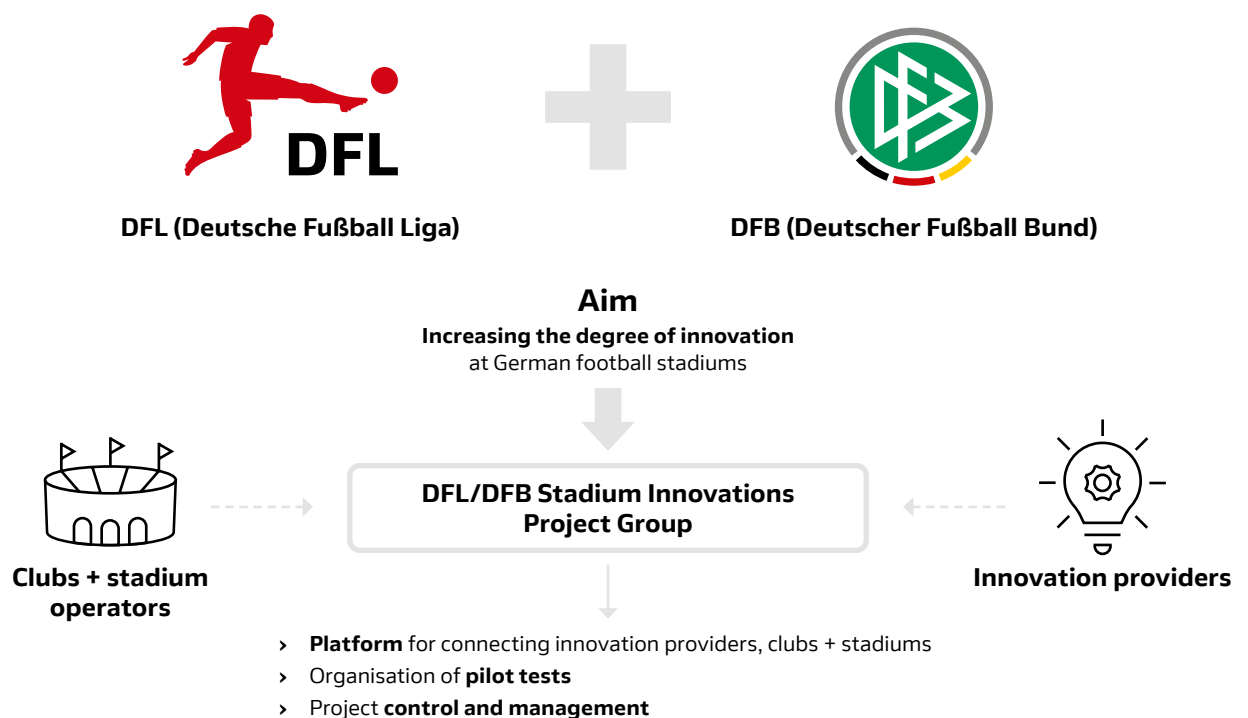 DFL
DFB
DFL (Deutsche Fußball Liga)
DFB (Deutscher Fußball Bund)
Aim
Increasing the degree of innovation
at German football stadiums
DFL/DFB Stadium Innovations
Project Group
Clubs + stadium
operators
Innovation providers
› Platform for connecting innovation providers, clubs + stadiums
› Organisation of pilot tests
› Project control and management